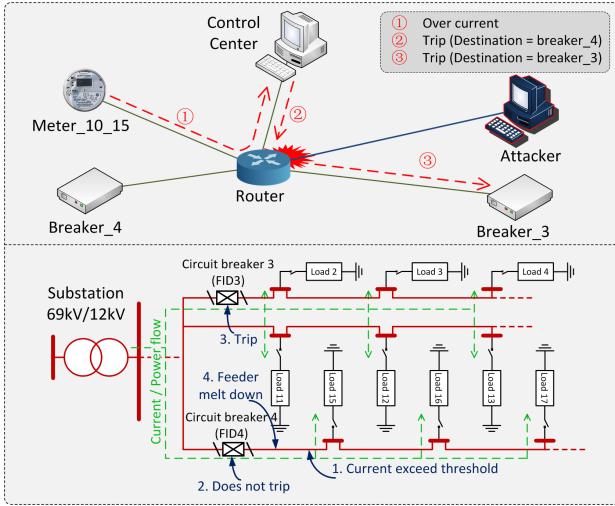 Control
Center
① Over current
② Trip (Destination = breaker_4)
③ Trip (Destination = breaker_3)
①
②
Meter_10_15
Attacker
③
Router
Breaker_4
Breaker_3
Circuit breaker 3
(FID3)
Load 2
Load 3
Load 4
Substation
69kV/12kV
3. Trip
Current / Power flow
4. Feeder
melt down
Load 11
Load 15
Load 12
Load 16
Load 13
Load 17
Circuit breaker 4
(FID4)
1. Current exceed threshold
2. Does not trip